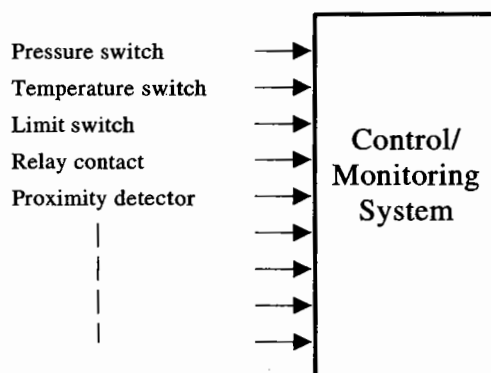 Pressure switch
Temperature switch
Limit switch
Relay contact
Proximity detector
Control/
Monitoring
System